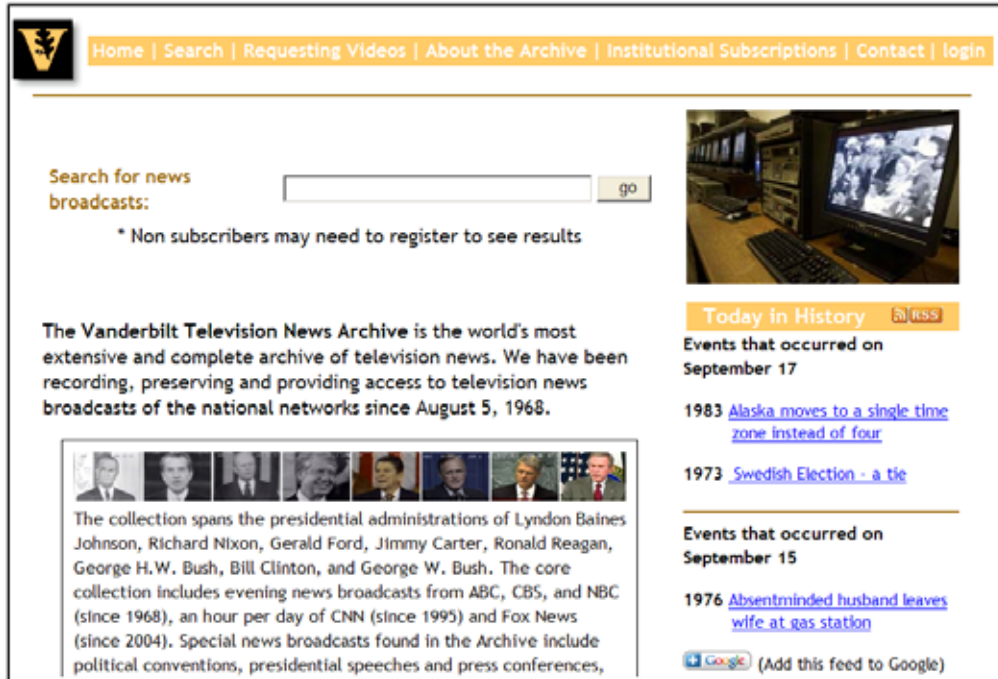 V
Home | Search | Requesting Videos | About the Archive | Institutional Subscriptions | Contact | login
Search for news
broadcasts:
go
* Non subscribers may need to register to see results
The Vanderbilt Television News Archive is the world's most
extensive and complete archive of television news. We have been
recording, preserving and providing access to television news
broadcasts of the national networks since August 5, 1968.
The collection spans the presidential administrations of Lyndon Baines
Johnson, Richard Nixon, Gerald Ford, Jimmy Carter, Ronald Reagan,
George H.W. Bush, Bill Clinton, and George W. Bush. The core
collection includes evening news broadcasts from ABC, CBS, and NBC
(since 1968), an hour per day of CNN (since 1995) and Fox News
(since 2004). Special news broadcasts found in the Archive include
political conventions, presidential speeches and press conferences,
Today in History RSS
Events that occurred on
September 17
1983 Alaska moves to a single time
zone instead of four
1973 Swedish Election - a tie
Events that occurred on
September 15
1976 Absentminded husband leaves
wife at gas station
Google (Add this feed to Google)